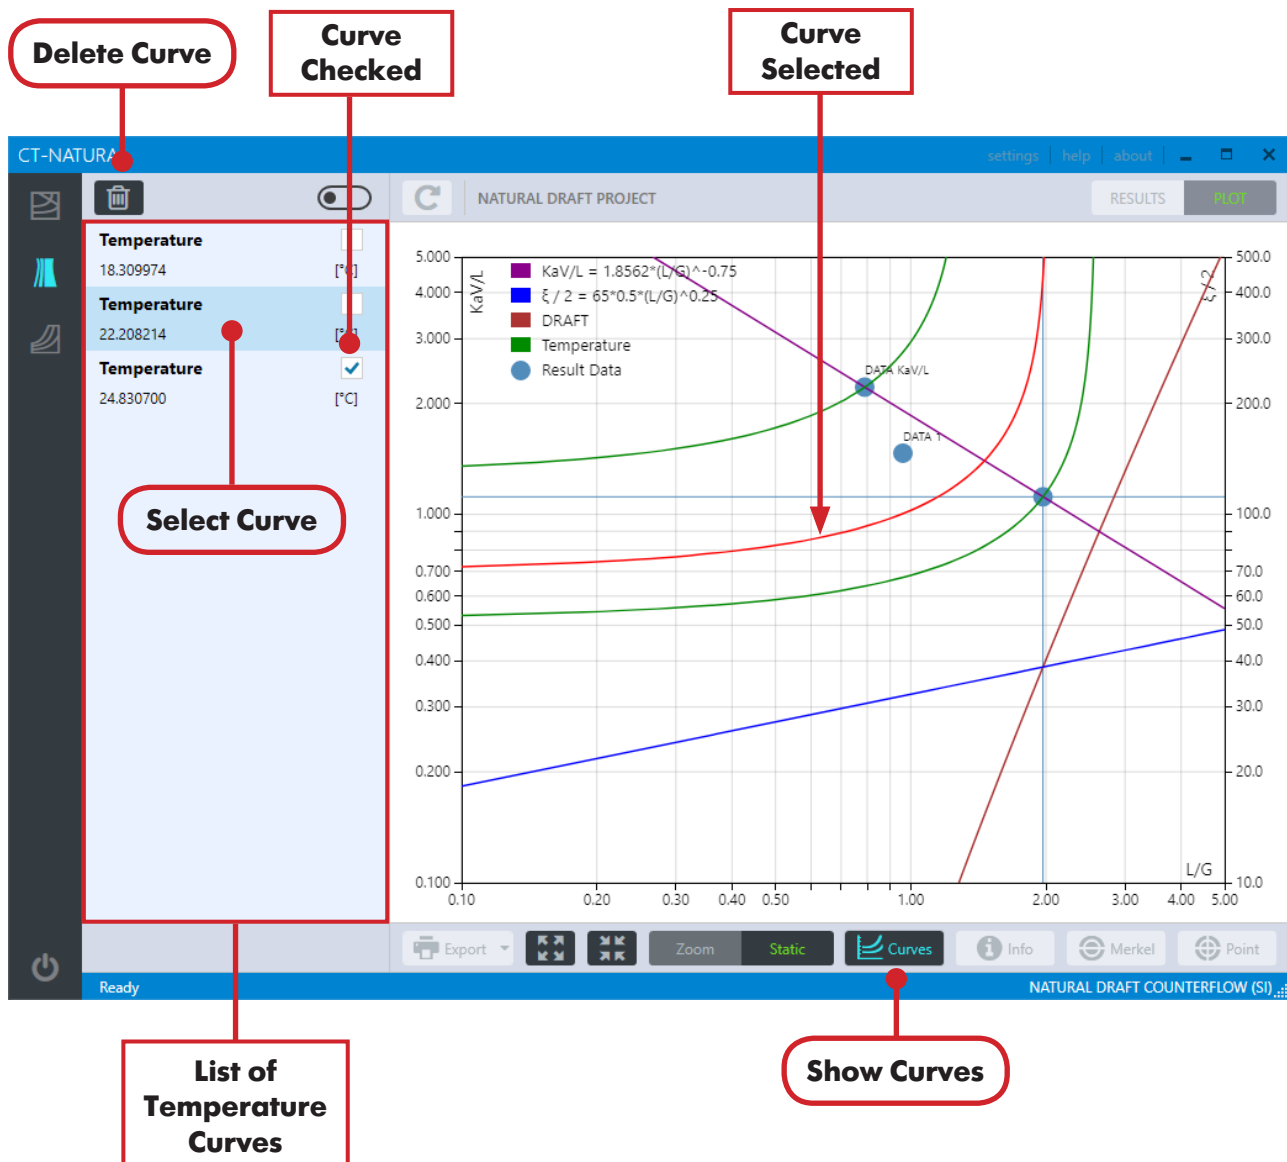 Delete Curve
Curve
Checked
Curve
Selected
CT-NATURA
settings
help
about
NATURAL DRAFT PROJECT
RESULTS
PLOT
Temperature
18.309974
[°C]
Temperature
22.208214
[°C]
Temperature
24.830700
[°C]
Select Curve
5.000
4.000
3.000
2.000
1.000
0.700
0.600
0.500
0.400
0.300
0.200
0.100
KaV/L
KaV/L = 1.8562*(L/G)^-0.75
ξ / 2 = 65*0.5*(L/G)^0.25
DRAFT
Temperature
Result Data
DATA KaV/L
DATA 1
ξ / 2
500.0
400.0
300.0
200.0
100.0
70.0
60.0
50.0
40.0
30.0
20.0
10.0
L/G
0.10
0.20
0.30
0.40
0.50
1.00
2.00
3.00
4.00
5.00
Export
Zoom
Static
Curves
Info
Merkel
Point
Ready
NATURAL DRAFT COUNTERFLOW (SI)
List of
Temperature
Curves
Show Curves